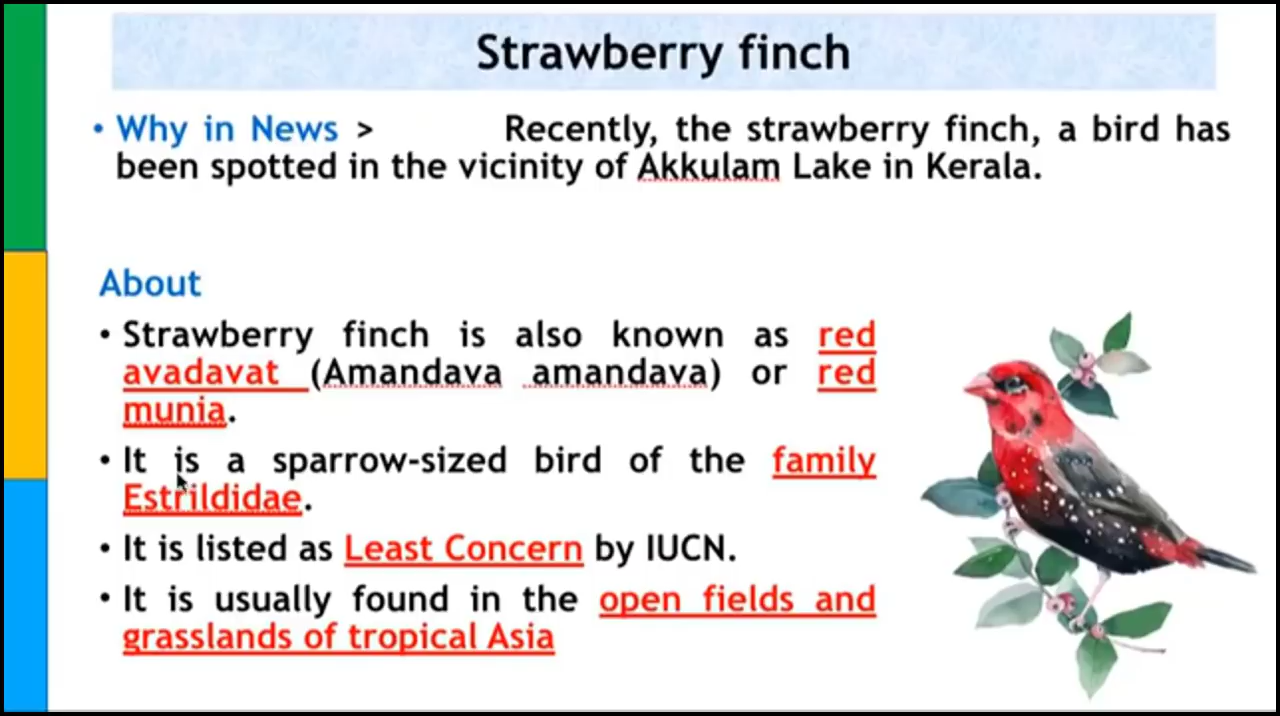 Strawberry finch
• Why in News > Recently, the strawberry finch, a bird has
been spotted in the vicinity of Akkulam Lake in Kerala.
About
• Strawberry finch is also known as red
avadavat (Amandava amandava) or red
munia.
• It is a sparrow-sized bird of the family
Estrildidae.
• It is listed as Least Concern by IUCN.
• It is usually found in the open fields and
grasslands of tropical Asia